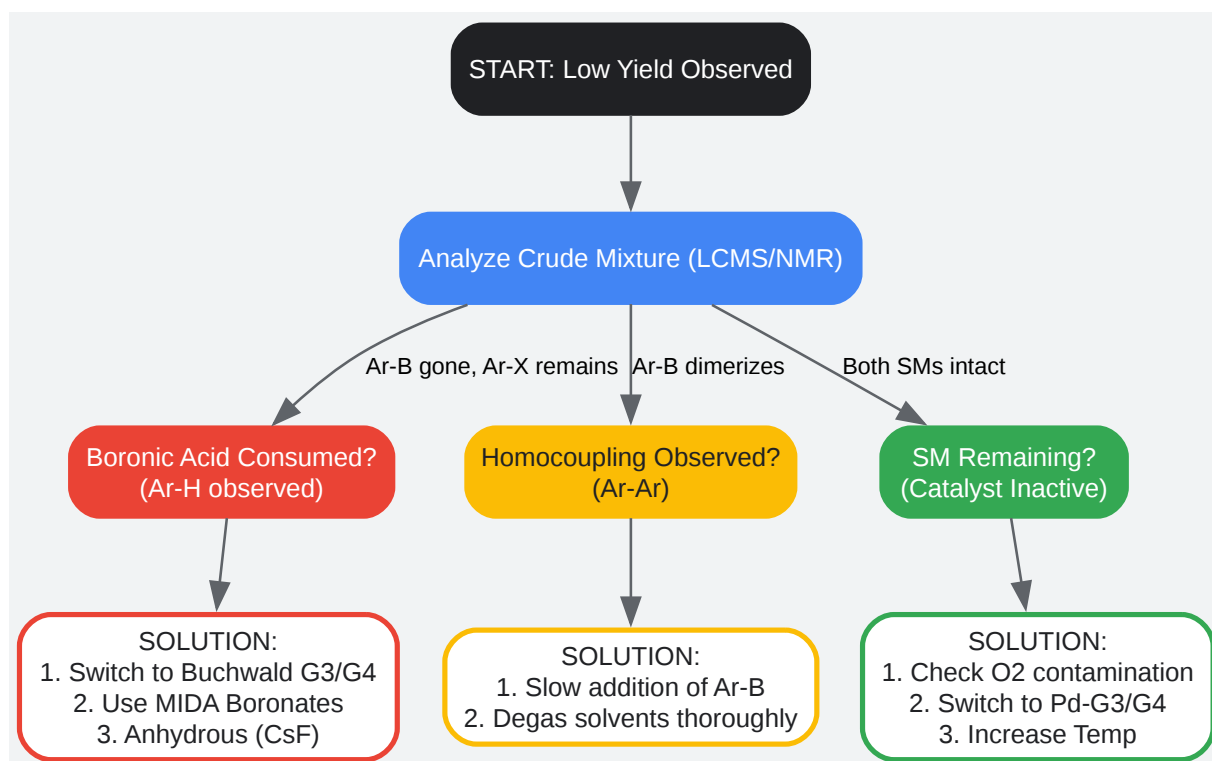 START: Low Yield Observed
Analyze Crude Mixture (LCMS/NMR)
Ar-B gone, Ar-X remains
Ar-B dimerizes
Both SMs intact
Boronic Acid Consumed?
(Ar-H observed)
Homocoupling Observed?
(Ar-Ar)
SM Remaining?
(Catalyst Inactive)
SOLUTION:
1. Switch to Buchwald G3/G4
2. Use MIDA Boronates
3. Anhydrous (CsF)
SOLUTION:
1. Slow addition of Ar-B
2. Degas solvents thoroughly
SOLUTION:
1. Check O2 contamination
2. Switch to Pd-G3/G4
3. Increase Temp